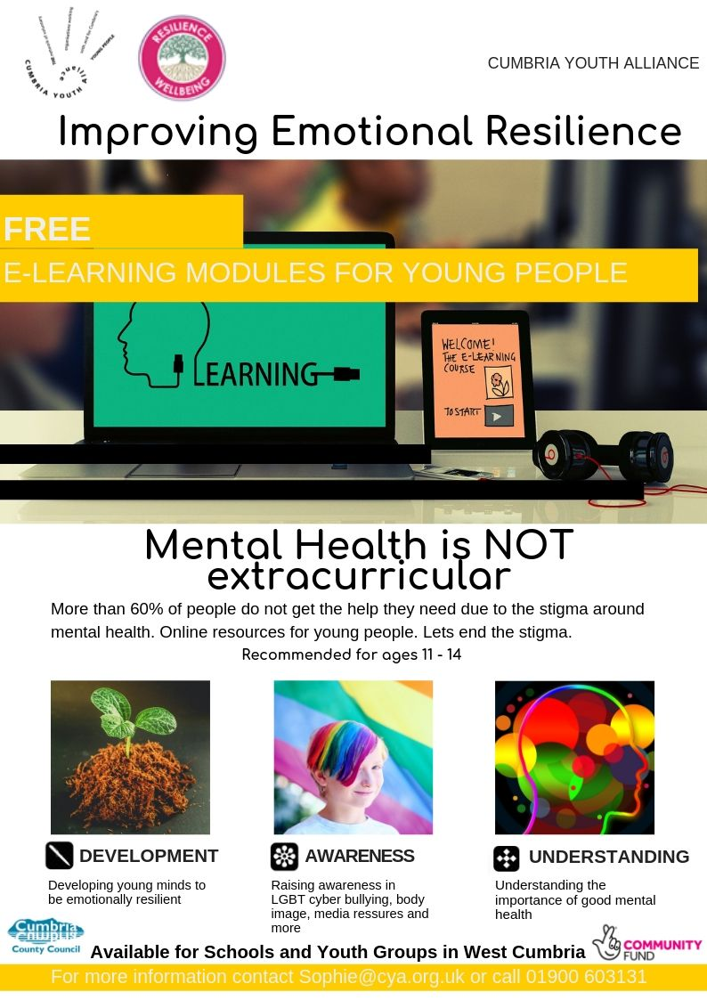 CUMBRIA YOUTH Alliance
YOUNG PEOPLE
RESILIENCE
WELLBEING
CUMBRIA YOUTH ALLIANCE
Improving Emotional Resilience
FREE
E-LEARNING MODULES FOR YOUNG PEOPLE
LEARNING
WELCOME!
THE E-LEARNING
COURSE
TO START
Mental Health is NOT
extracurricular
More than 60% of people do not get the help they need due to the stigma around
mental health. Online resources for young people. Lets end the stigma.
Recommended for ages 11 - 14
DEVELOPMENT
Developing young minds to
be emotionally resilient
AWARENESS
Raising awareness in
LGBT cyber bullying, body
image, media ressures and
more
UNDERSTANDING
Understanding the
importance of good mental
health
Cumbria
County Council
Available for Schools and Youth Groups in West Cumbria
COMMUNITY
FUND
For more information contact Sophie@cya.org.uk or call 01900 603131